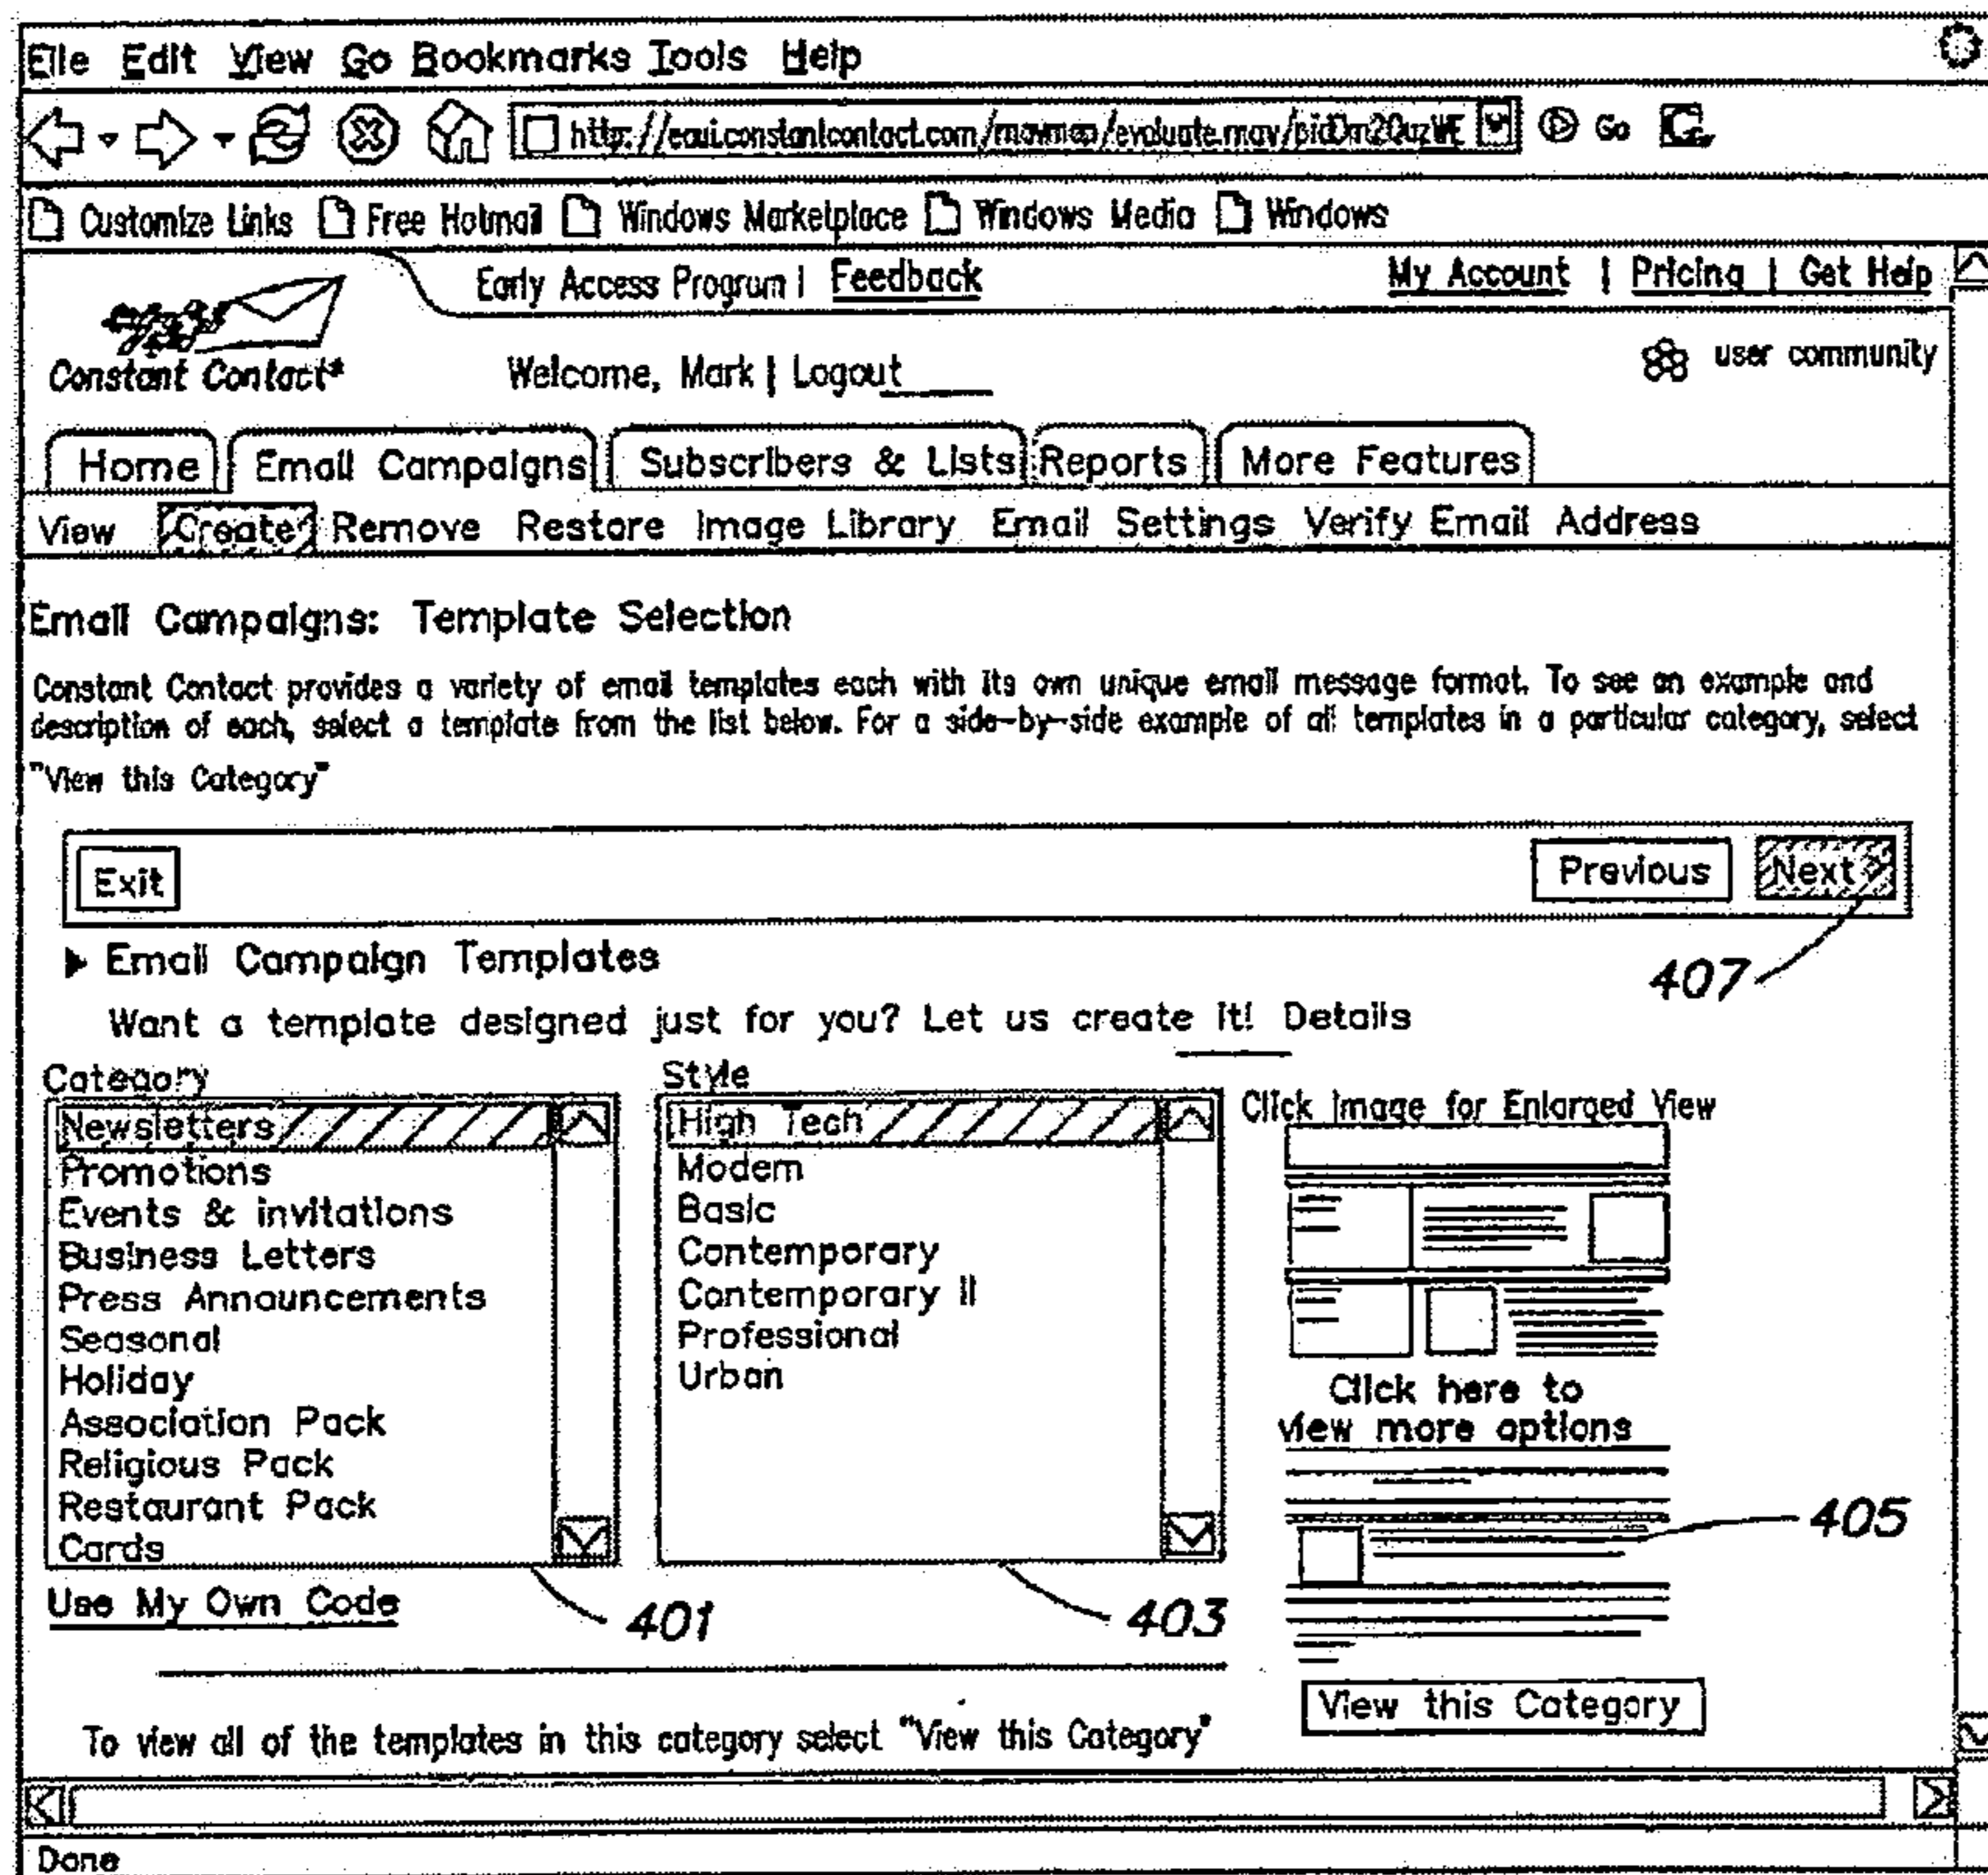 File Edit View Go Bookmarks Tools Help
Go
Customize Links Free Hotmail Windows Marketplace Windows Media Windows
Early Access Program | Feedback My Account | Pricing | Get Help
Constant Contact Welcome, Mark | Logout user community
Home Email Campaigns Subscribers & Lists Reports More Features
View Create Remove Restore Image Library Email Settings Verify Email Address
Email Campaigns: Template Selection
Constant Contact provides a variety of email templates each with its own unique email message format. To see an example and
description of each, select a template from the list below. For a side-by-side example of all templates in a particular category, select
"View this Category"
Exit Previous Next
407
Email Campaign Templates
Want a template designed just for you? Let us create it! Details
Category
Newsletters
Promotions
Events & invitations
Business Letters
Press Announcements
Seasonal
Holiday
Association Pack
Religious Pack
Restaurant Pack
Cards
Use My Own Code
401
Style
High Tech
Modem
Basic
Contemporary
Contemporary II
Professional
Urban
403
Click Image for Enlarged View
Click here to
view more options
405
View this Category
To view all of the templates in this category select "View this Category"
Done